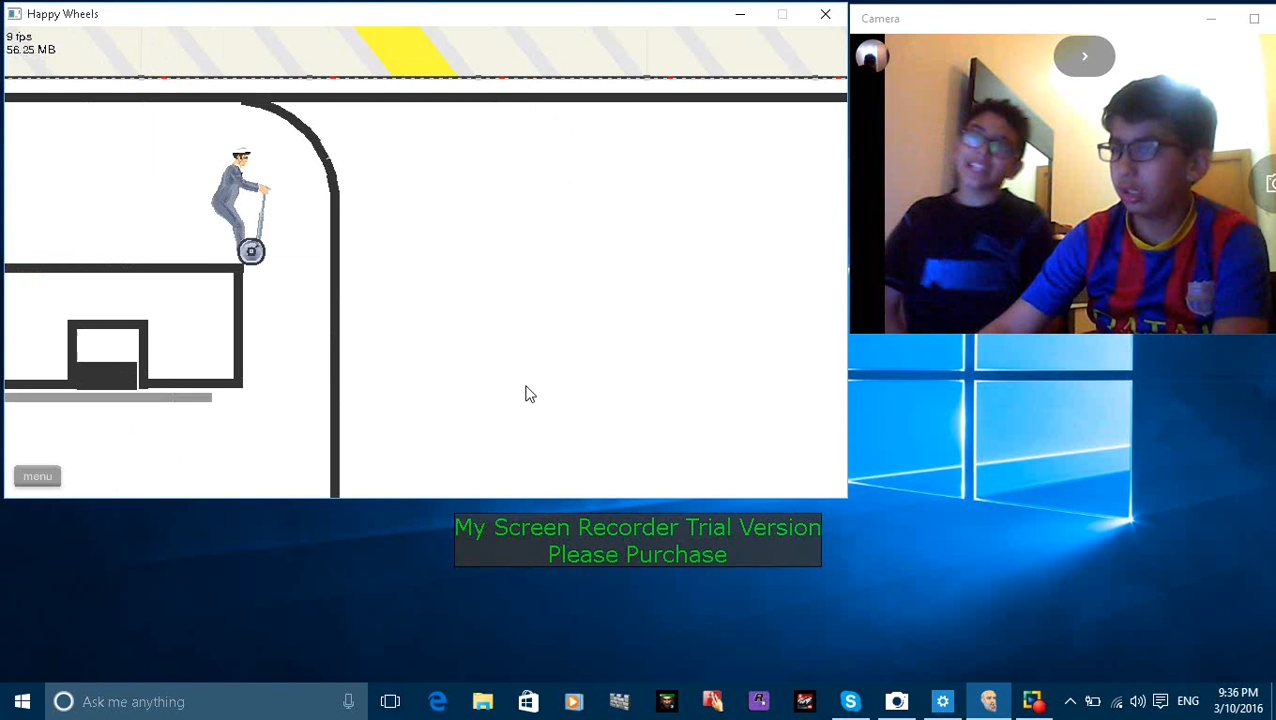 Happy Wheels
Camera
9 fps
56.25 MB
menu
My Screen Recorder Trial Version
Please Purchase
Ask me anything
ENG
9:36 PM
3/10/2016